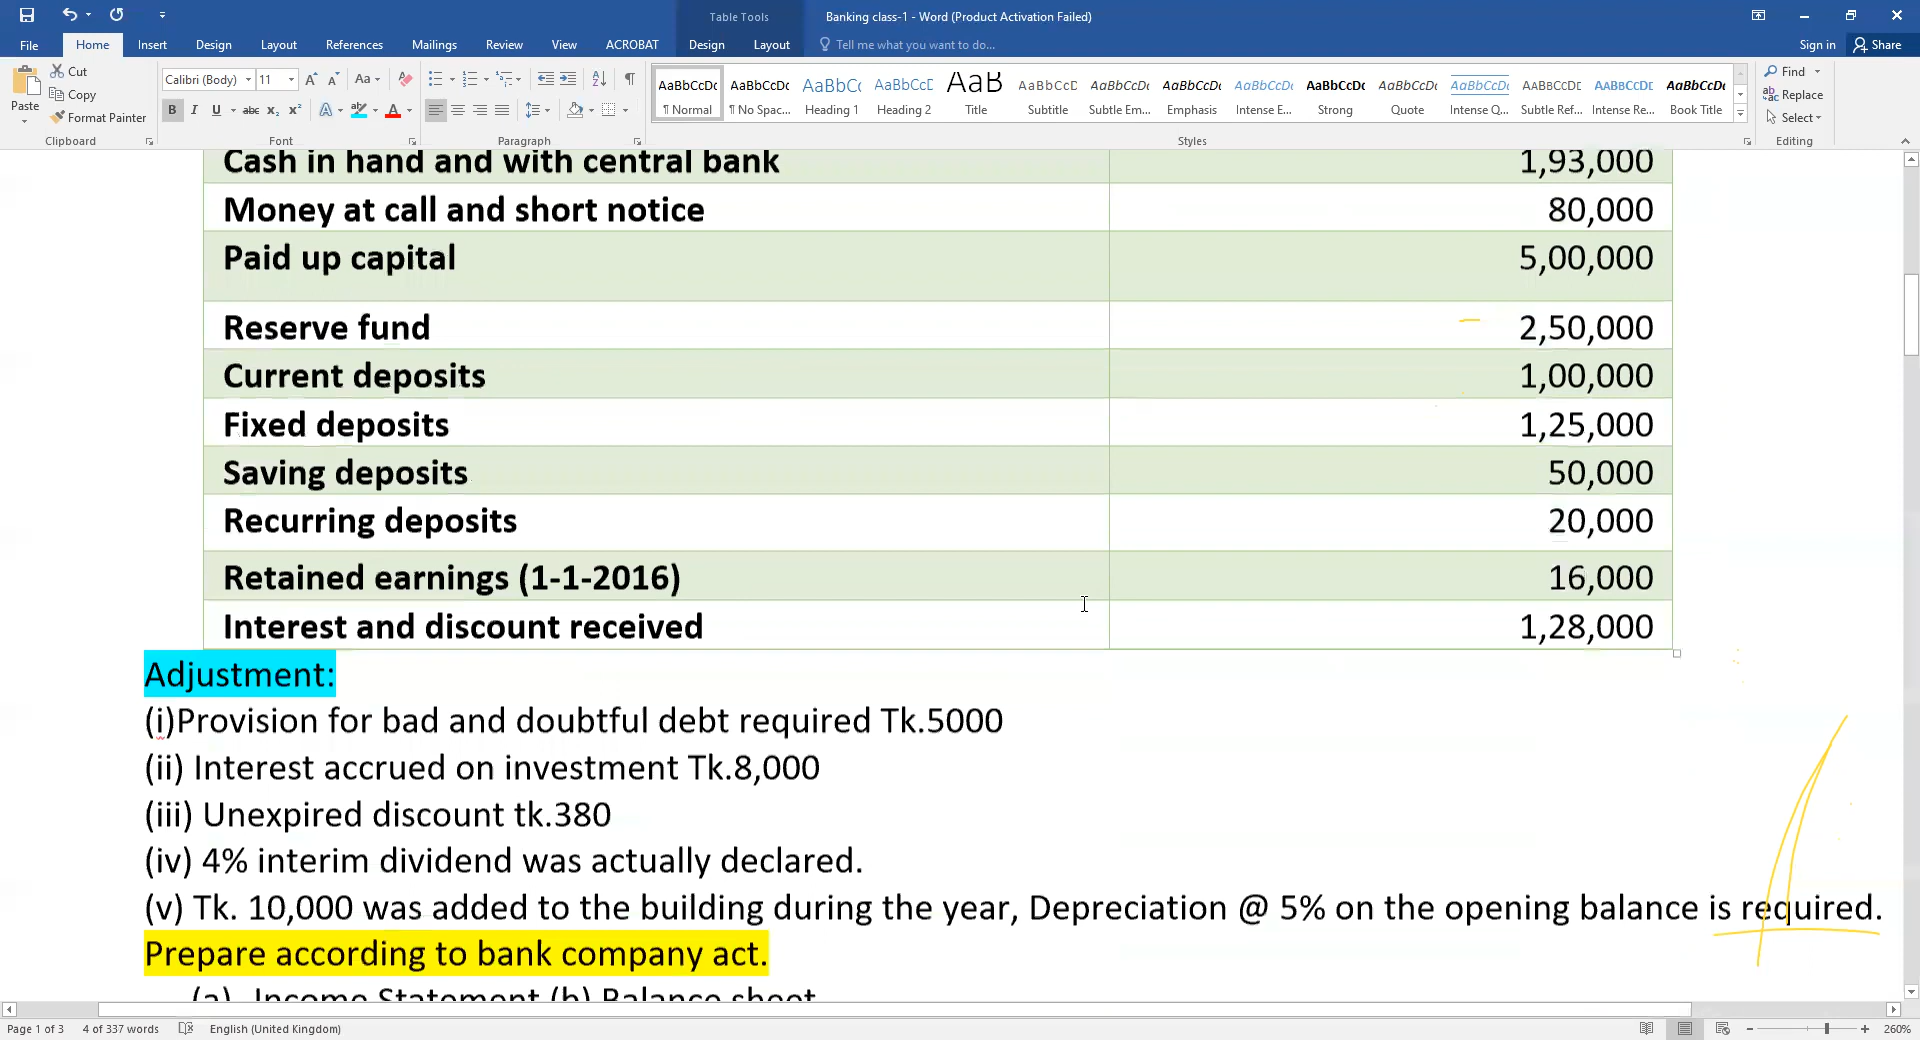 Table Tools
Banking class-1 - Word (Product Activation Failed)
File Home Insert Design Layout References Mailings Review View ACROBAT Design Layout Tell me what you want to do... Sign in Share
Paste
Cut
Copy
Format Painter
Calibri (Body) 11
AaBbCcDc AaBbCcDc AaBbCc AaBbCcC AaB AaBbCcD AaBbCcDc AaBbCcDc AaBbCcDc AaBbCcDc AaBbCcDc AaBbCcDc AABBCCDC AABBCCDC AaBbCcDc
¶ Normal ¶ No Spac... Heading 1 Heading 2 Title Subtitle Subtle Em... Emphasis Intense E... Strong Quote Intense Q... Subtle Ref... Intense Re... Book Title
Find
Replace
Select
Clipboard Font Paragraph Styles Editing
Cash in hand and with central bank 1,93,000
Money at call and short notice 80,000
Paid up capital 5,00,000
Reserve fund 2,50,000
Current deposits 1,00,000
Fixed deposits 1,25,000
Saving deposits 50,000
Recurring deposits 20,000
Retained earnings (1-1-2016) 16,000
Interest and discount received 1,28,000
Adjustment:
(i)Provision for bad and doubtful debt required Tk.5000
(ii) Interest accrued on investment Tk.8,000
(iii) Unexpired discount tk.380
(iv) 4% interim dividend was actually declared.
(v) Tk. 10,000 was added to the building during the year, Depreciation @ 5% on the opening balance is required.
Prepare according to bank company act.
(a) Income Statement (b) Balance sheet
Page 1 of 3 4 of 337 words English (United Kingdom) 260%